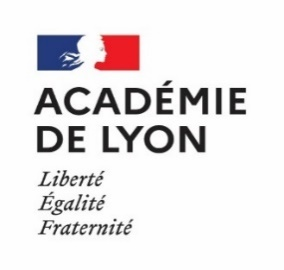 ACADÉMIE
DE LYON
Liberté
Égalité
Fraternité